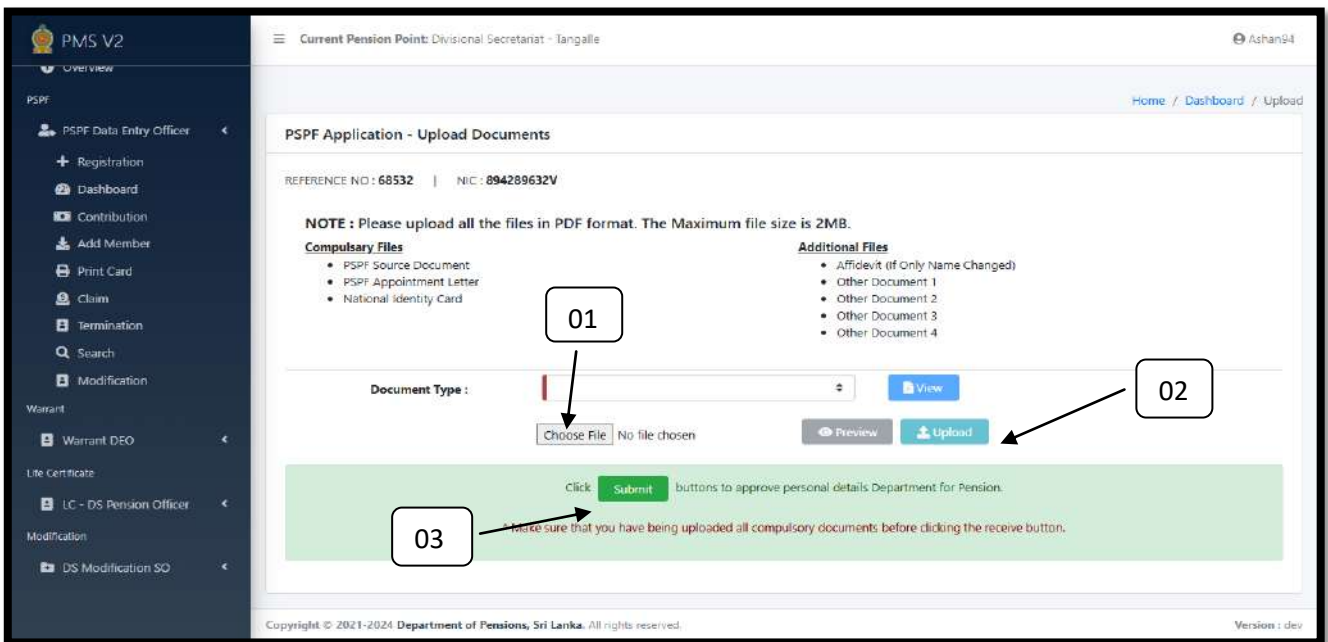 PMS V2
Current Pension Point: Divisional Secretariat - Tangalle
Ashan94
Overview
PSPF
Home / Dashboard / Upload
PSPF Data Entry Officer
Registration
Dashboard
Contribution
Add Member
Print Card
Claim
Termination
Search
Modification
Warrant
Warrant DEO
Life Certificate
LC - DS Pension Officer
Modification
DS Modification SO
PSPF Application - Upload Documents
REFERENCE NO : 68532 | NIC : 894289632V
NOTE : Please upload all the files in PDF format. The Maximum file size is 2MB.
Compulsary Files
PSPF Source Document
PSPF Appointment Letter
National Identity Card
Additional Files
Affidevit (If Only Name Changed)
Other Document 1
Other Document 2
Other Document 3
Other Document 4
01
Document Type :
View
02
Choose File No file chosen
Preview
Upload
Click Submit buttons to approve personal details Department for Pension.
03
* Make sure that you have being uploaded all compulsory documents before clicking the receive button.
Copyright © 2021-2024 Department of Pensions, Sri Lanka. All rights reserved.
Version : dev